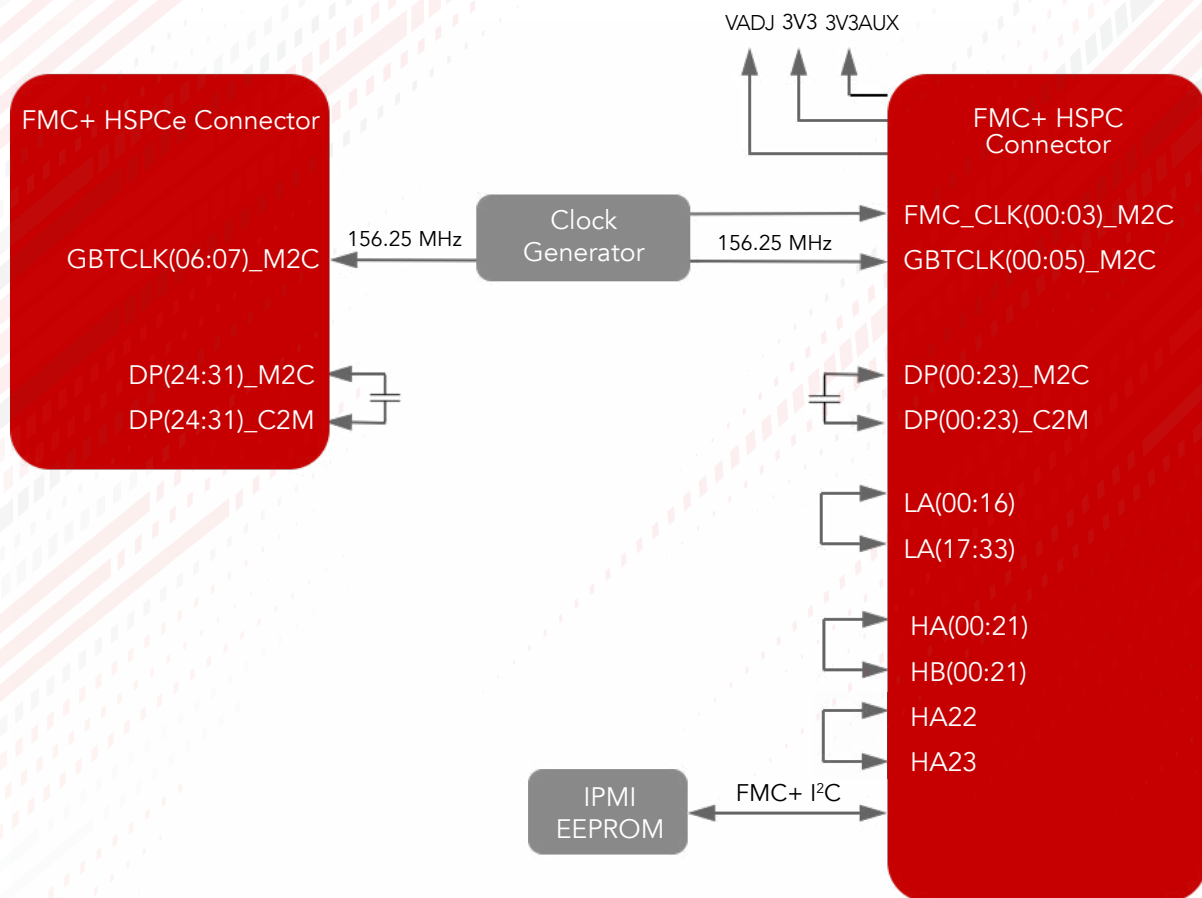 VADJ 3V3 3V3AUX
FMC+ HSPCe Connector
GBTCLK(06:07)_M2C
DP(24:31)_M2C
DP(24:31)_C2M
156.25 MHz
Clock
Generator
156.25 MHz
FMC+ HSPC
Connector
FMC_CLK(00:03)_M2C
GBTCLK(00:05)_M2C
DP(00:23)_M2C
DP(00:23)_C2M
LA(00:16)
LA(17:33)
HA(00:21)
HB(00:21)
HA22
HA23
IPMI
EEPROM
FMC+ I²C